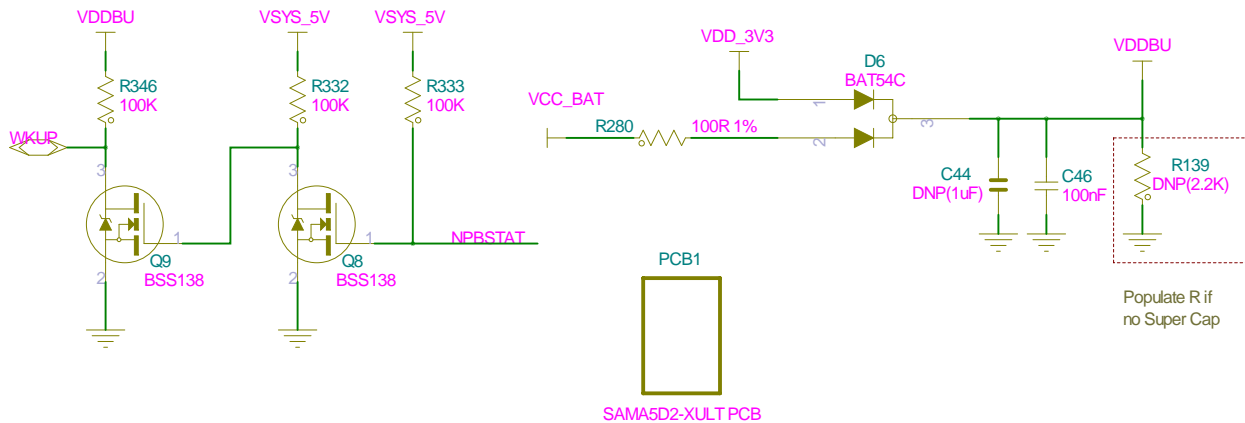 VDDBU
VSYS_5V
VSYS_5V
R346
100K
R332
100K
R333
100K
WKUP
3
3
1
1
NPBSTAT
Q9
BSS138
Q8
BSS138
2
2
VDD_3V3
D6
BAT54C
VDDBU
VCC_BAT
R280
100R 1%
1
2
3
C44
DNP(1uF)
C46
100nF
R139
DNP(2.2K)
Populate R if
no Super Cap
PCB1
SAMA5D2-XULT PCB